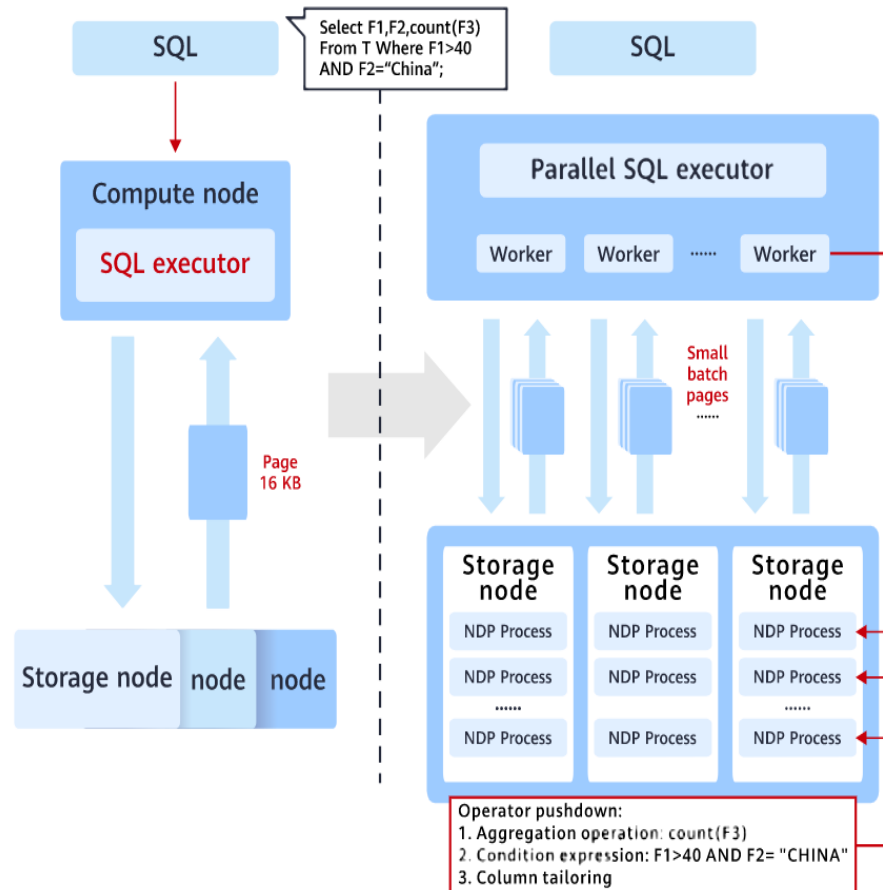 SQL
Select F1,F2,count(F3)
From T Where F1>40
AND F2=“China”;
Compute node
SQL executor
Page
16 KB
Storage node
node
node
SQL
Parallel SQL executor
Worker
Worker
......
Worker
Small
batch
pages
......
Storage
node
NDP Process
NDP Process
......
NDP Process
Storage
node
NDP Process
NDP Process
NDP Process
Storage
node
NDP Process
NDP Process
......
NDP Process
Operator pushdown:
1. Aggregation operation: count(F3)
2. Condition expression: F1>40 AND F2= "CHINA"
3. Column tailoring